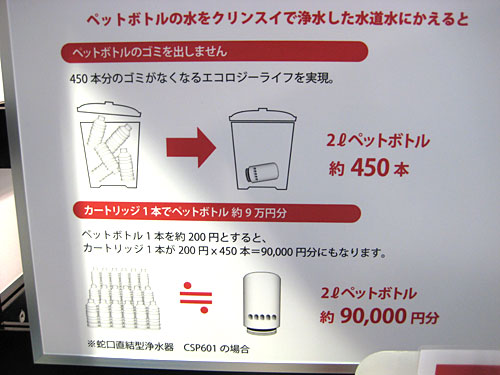 ペットボトルの水をクリンスイで浄水した水道水にかえると
ペットボトルのゴミを出しません
450本分のゴミがなくなるエコロジーライフを実現。
2ℓペットボトル
約450本
カートリッジ1本でペットボトル約9万円分
ペットボトル1本を約200円とすると、
カートリッジ1本が200円x450本＝90,000円分にもなります。
≒
2ℓペットボトル
約90,000円分
※蛇口直結型浄水器 CSP601の場合